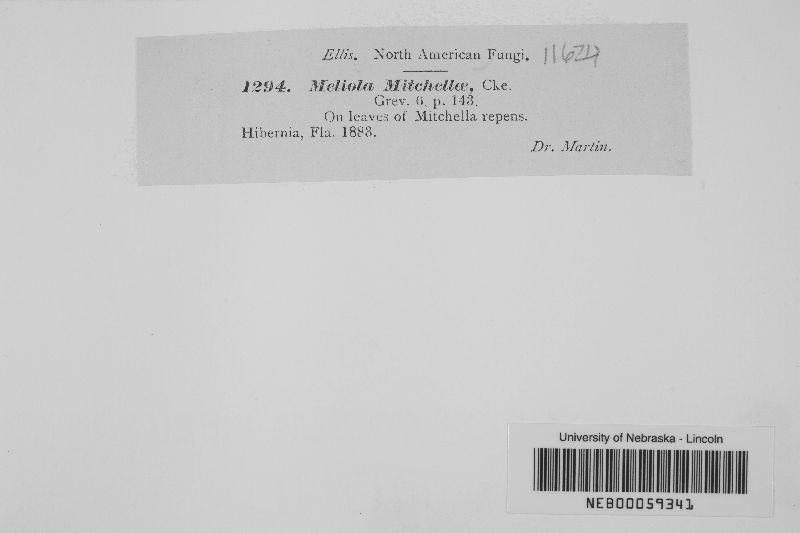 Ellis. North American Fungi.
1294. Meliola Mitchellæ, Cke.
Grev. 6, p. 143.
On leaves of Mitchella repens.
Hibernia, Fla. 1883.
Dr. Martin.
University of Nebraska - Lincoln
NEB00059341